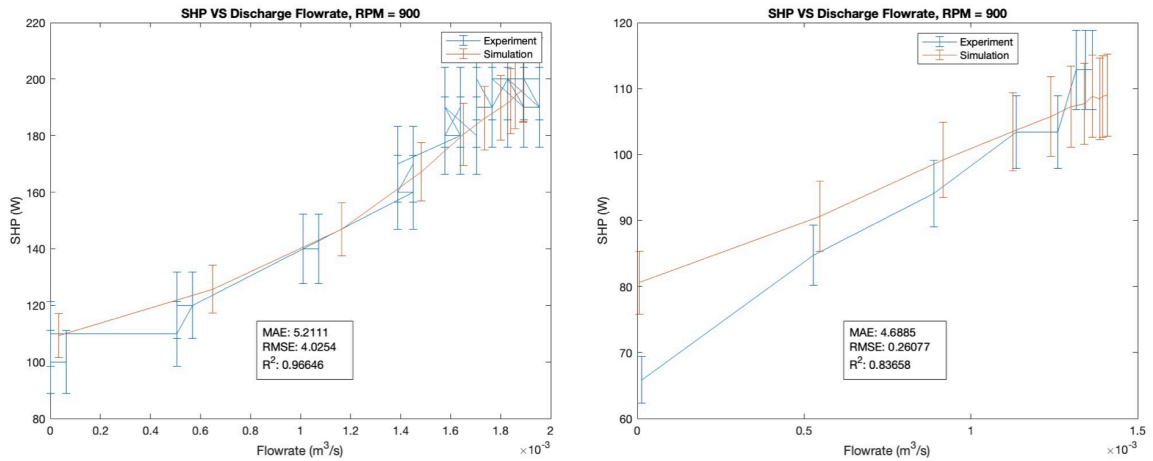 SHP VS Discharge Flowrate, RPM = 900
Experiment
Simulation
220
200
180
160
140
120
100
80
SHP (W)
MAE: 5.2111
RMSE: 4.0254
R²: 0.96646
0 0.2 0.4 0.6 0.8 1 1.2 1.4 1.6 1.8 2
Flowrate (m³/s)
×10⁻³
SHP VS Discharge Flowrate, RPM = 900
Experiment
Simulation
120
110
100
90
80
70
60
SHP (W)
MAE: 4.6885
RMSE: 0.26077
R²: 0.83658
0 0.5 1 1.5
Flowrate (m³/s)
×10⁻³